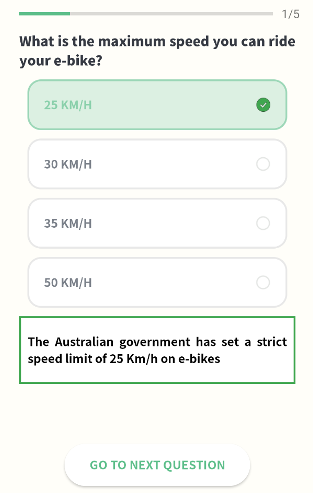 1/5
What is the maximum speed you can ride
your e-bike?
25 KM/H
30 KM/H
35 KM/H
50 KM/H
The Australian government has set a strict
speed limit of 25 Km/h on e-bikes
GO TO NEXT QUESTION